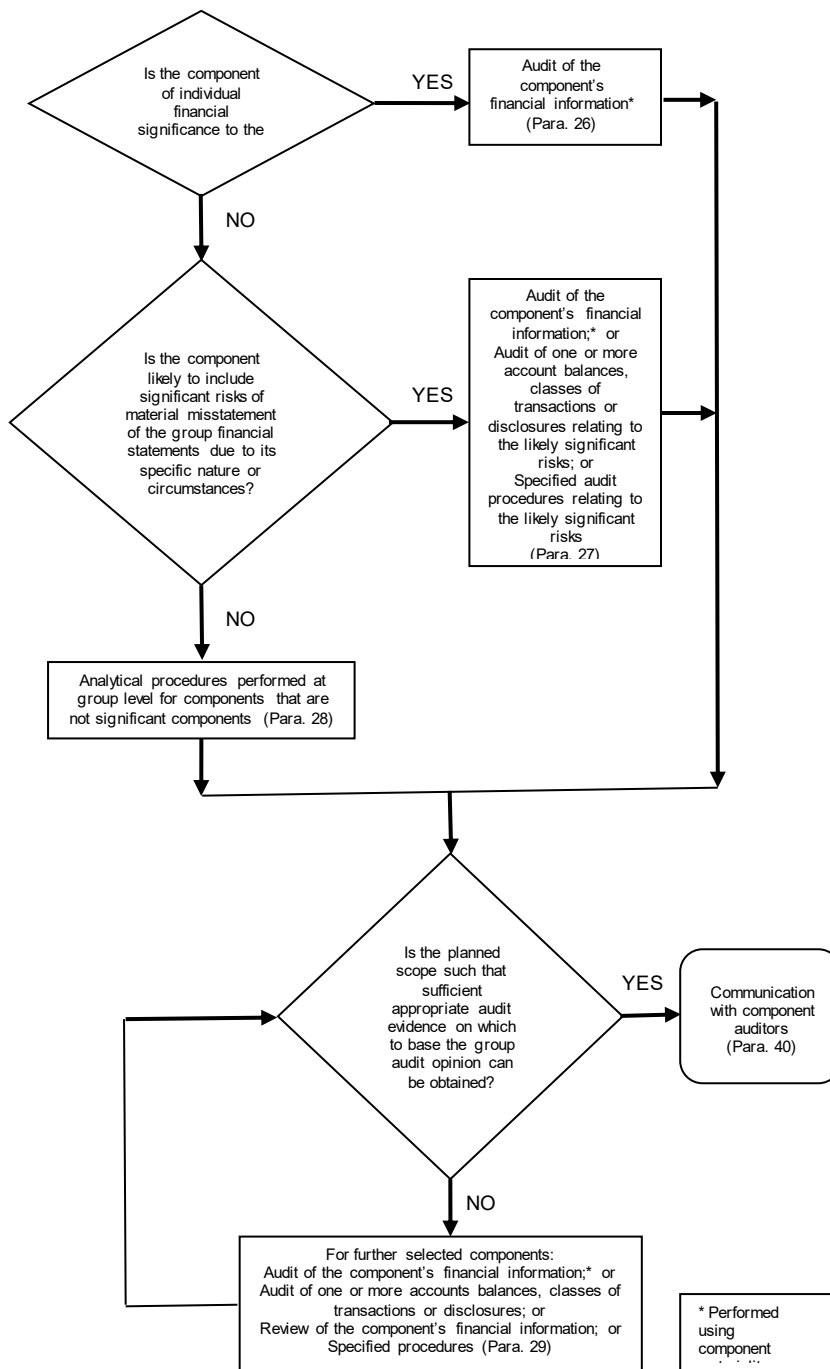 Is the component
of individual
financial
significance to the
YES
Audit of the
component's
financial information*
(Para. 26)
NO
Is the component
likely to include
significant risks of
material misstatement
of the group financial
statements due to its
specific nature or
circumstances?
YES
Audit of the
component's financial
information;* or
Audit of one or more
account balances,
classes of
transactions or
disclosures relating to
the likely significant
risks; or
Specified audit
procedures relating to
the likely significant
risks
(Para. 27)
NO
Analytical procedures performed at
group level for components that are
not significant components (Para. 28)
Is the planned
scope such that
sufficient
appropriate audit
evidence on which
to base the group
audit opinion can
be obtained?
YES
Communication
with component
auditors
(Para. 40)
NO
For further selected components:
Audit of the component's financial information;* or
Audit of one or more accounts balances, classes of
transactions or disclosures; or
Review of the component's financial information; or
Specified procedures (Para. 29)
* Performed
using
component